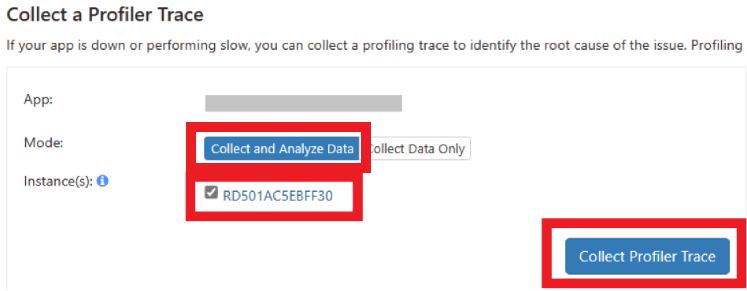 Collect a Profiler Trace
If your app is down or performing slow, you can collect a profiling trace to identify the root cause of the issue. Profiling
App:
Mode: Collect and Analyze Data Collect Data Only
Instance(s): RD501AC5EBFF30
Collect Profiler Trace